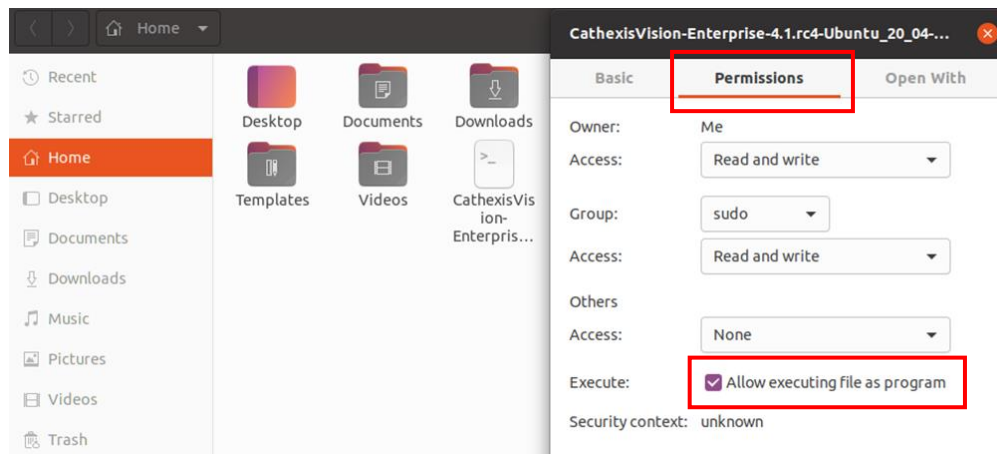 Home
Recent
Starred
Home
Desktop
Documents
Downloads
Music
Pictures
Videos
Trash
Desktop
Documents
Downloads
Templates
Videos
CathexisVis
ion-
Enterpris...
CathexisVision-Enterprise-4.1.rc4-Ubuntu_20_04-...
Basic
Permissions
Open With
Owner: Me
Access: Read and write
Group: sudo
Access: Read and write
Others
Access: None
Execute: Allow executing file as program
Security context: unknown